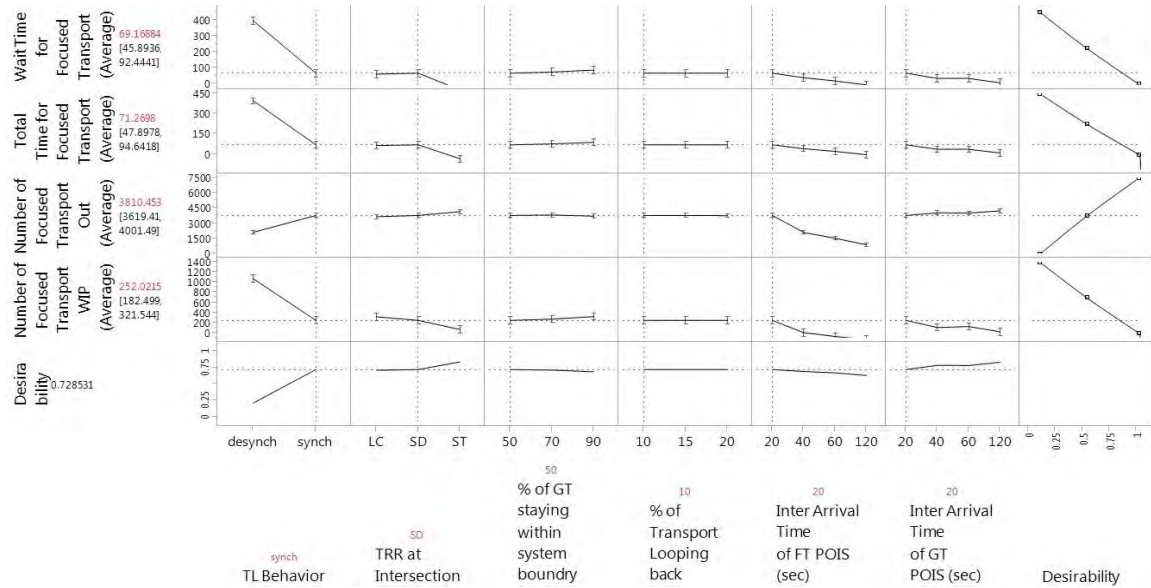 Wait Time
for
Focused
Transport
(Average)
69.16884
[45.8936,
92.4441]
400
300
200
100
0
Total
Time for
Focused
Transport
(Average)
71.2698
[47.8978,
94.6418]
450
300
150
0
Number of
Focused
Transport
Out
(Average)
3810.453
[3619.41,
4001.49]
7500
6000
4500
3000
1500
0
Number of
Focused
Transport
WIP
(Average)
252.0215
[182.499,
321.544]
1400
1200
1000
800
600
400
200
0
Desira
bility
0.728531
1
0.75
0.25
0
desynch synch LC SD ST 50 70 90 10 15 20 20 40 60 120 20 40 60 120 0 0.25 0.5 0.75 1
synch
TL Behavior
SD
TRR at
Intersection
50
% of GT
staying
within
system
boundry
10
% of
Transport
Looping
back
20
Inter Arrival
Time
of FT POIS
(sec)
20
Inter Arrival
Time
of GT
POIS (sec)
Desirability